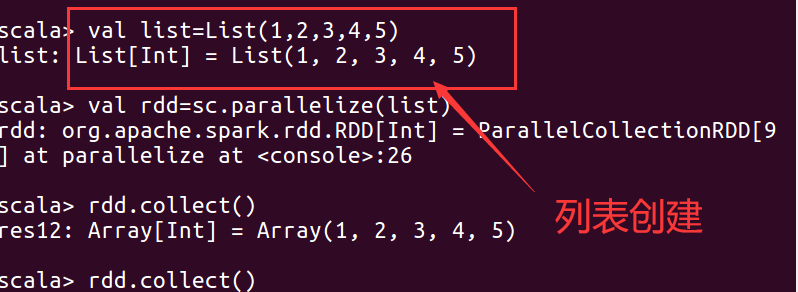 scala> val list=List(1,2,3,4,5)
list: List[Int] = List(1, 2, 3, 4, 5)
scala> val rdd=sc.parallelize(list)
rdd: org.apache.spark.rdd.RDD[Int] = ParallelCollectionRDD[9
] at parallelize at <console>:26
scala> rdd.collect()
res12: Array[Int] = Array(1, 2, 3, 4, 5)
列表创建
scala> rdd.collect()